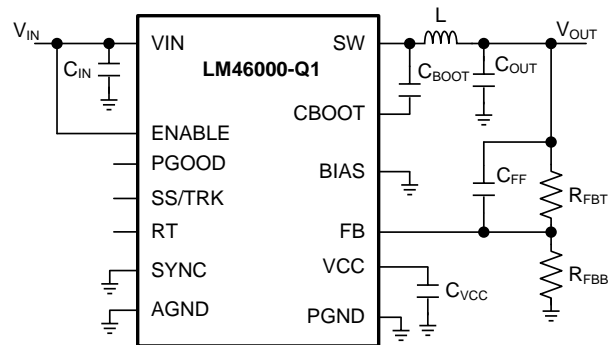 VIN
CIN
VIN
ENABLE
PGOOD
SS/TRK
RT
SYNC
AGND
LM46000-Q1
SW
CBOOT
BIAS
FB
VCC
PGND
L
VOUT
CBOOT
COUT
CFF
RFBT
RFBB
CVCC